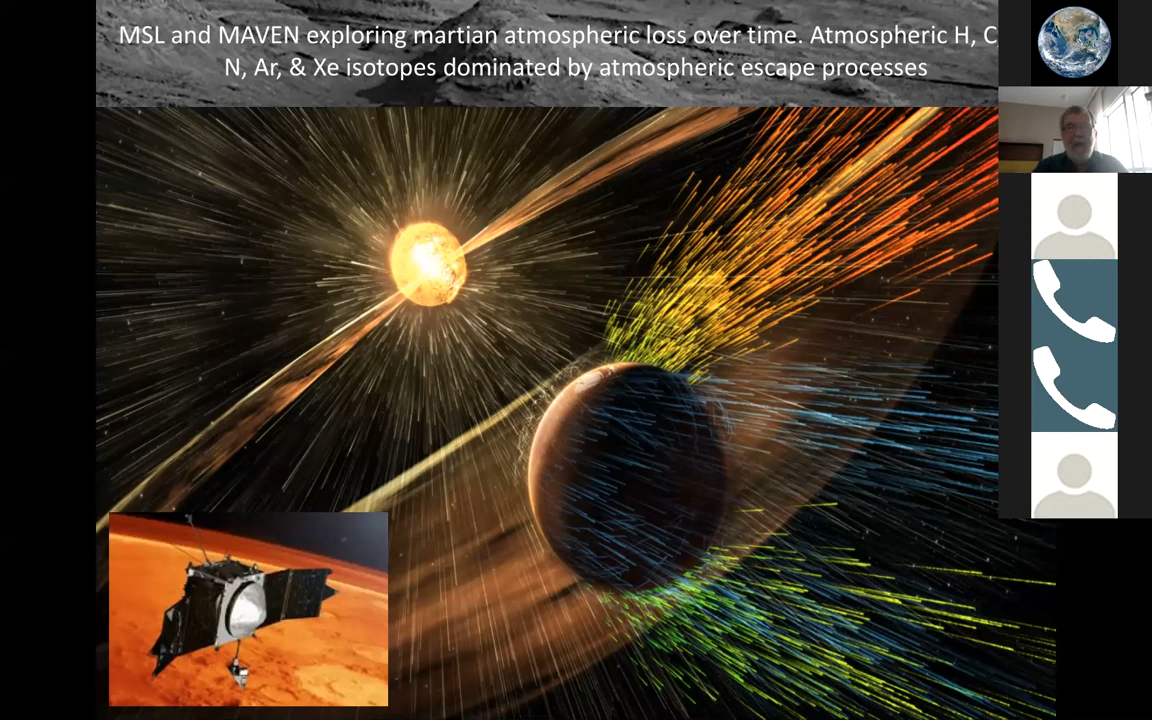 MSL and MAVEN exploring martian atmospheric loss over time. Atmospheric H, C
N, Ar, & Xe isotopes dominated by atmospheric escape processes